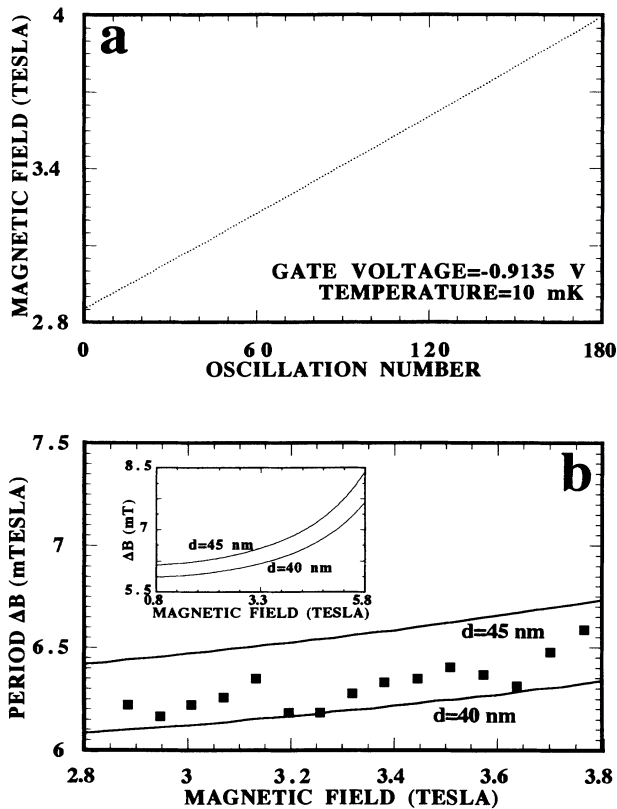 a
4
3.4
2.8
MAGNETIC FIELD (TESLA)
GATE VOLTAGE=-0.9135 V
TEMPERATURE=10 mK
0 60 120 180
OSCILLATION NUMBER
b
7.5
7
6.5
6
PERIOD ΔB (mTESLA)
8.5
7
5.5
ΔB (mT)
d=45 nm
d=40 nm
0.8 3.3 5.8
MAGNETIC FIELD (TESLA)
d=45 nm
d=40 nm
2.8 3 3.2 3.4 3.6 3.8
MAGNETIC FIELD (TESLA)